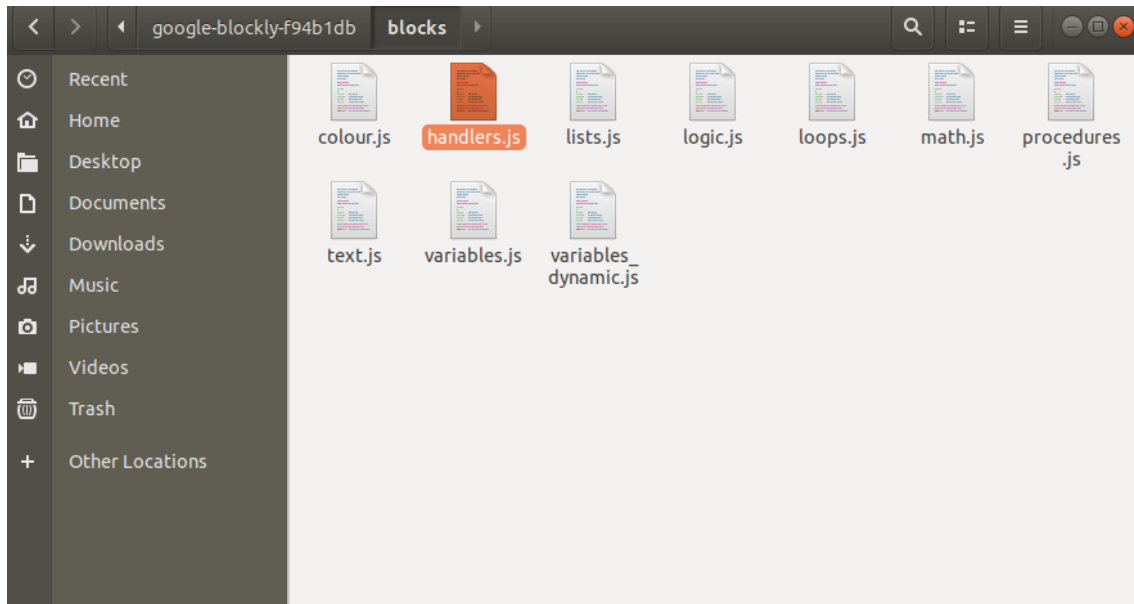 google-blockly-f94b1db blocks
Recent
Home
Desktop
Documents
Downloads
Music
Pictures
Videos
Trash
Other Locations
colour.js handlers.js lists.js logic.js loops.js math.js procedures
.js
text.js variables.js variables_
dynamic.js